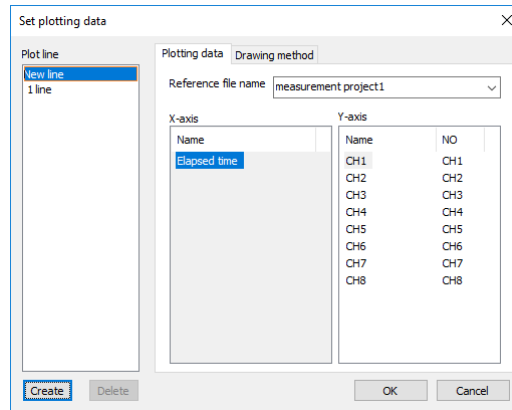 Set plotting data
Plot line
New line
1 line
Plotting data
Drawing method
Reference file name
measurement project1
X-axis
Name
Elapsed time
Y-axis
Name NO
CH1 CH1
CH2 CH2
CH3 CH3
CH4 CH4
CH5 CH5
CH6 CH6
CH7 CH7
CH8 CH8
Create
Delete
OK
Cancel